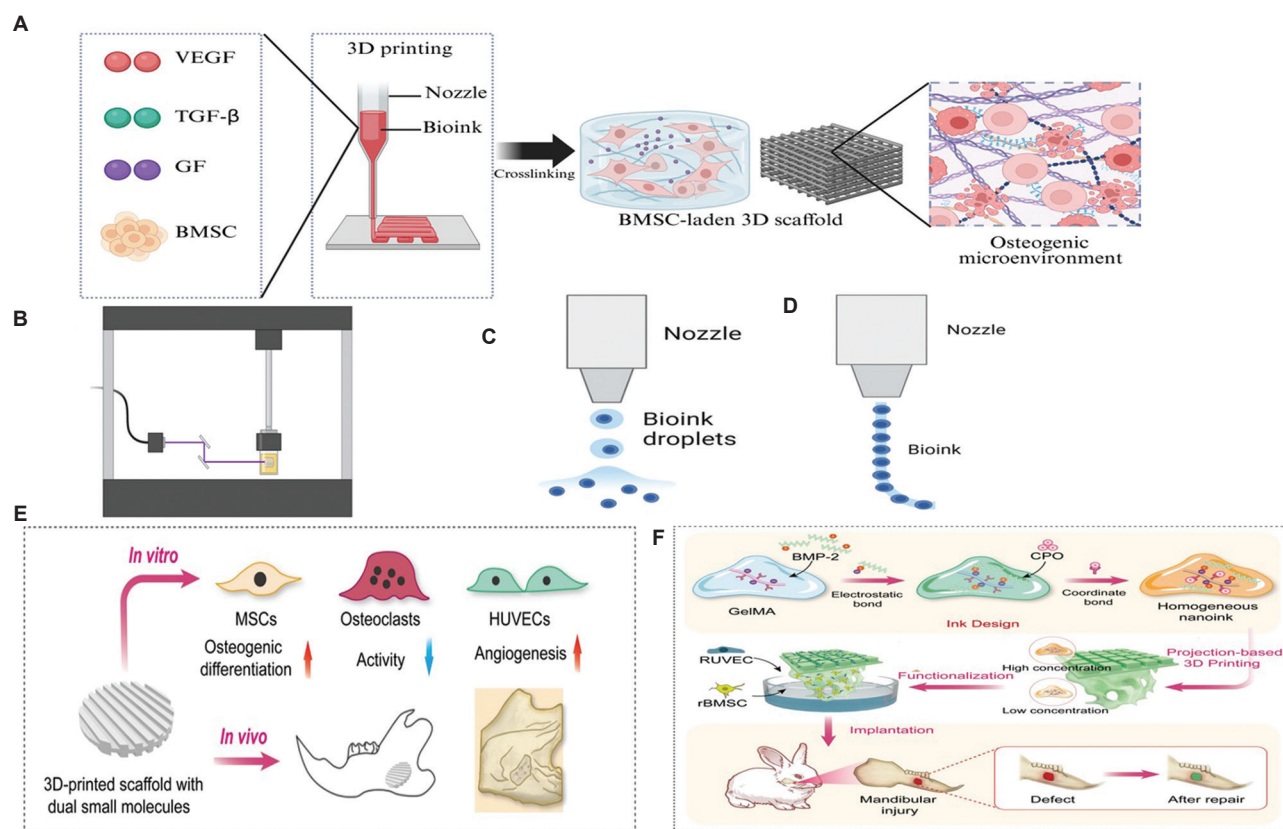 A
VEGF
TGF-β
GF
BMSC
3D printing
Nozzle
Bioink
Crosslinking
BMSC-laden 3D scaffold
Osteogenic
microenvironment
B
C
Nozzle
Bioink
droplets
D
Nozzle
Bioink
E
In vitro
MSCs
Osteoclasts
HUVECs
Osteogenic
differentiation
Activity
Angiogenesis
3D-printed scaffold with
dual small molecules
In vivo
F
BMP-2
CPO
GelMA
Electrostatic
bond
Coordinate
bond
Homogeneous
nanoink
Ink Design
RUVEC
rBMSC
Functionalization
High concentration
Low concentration
Projection-based
3D Printing
Implantation
Mandibular
injury
Defect
After repair